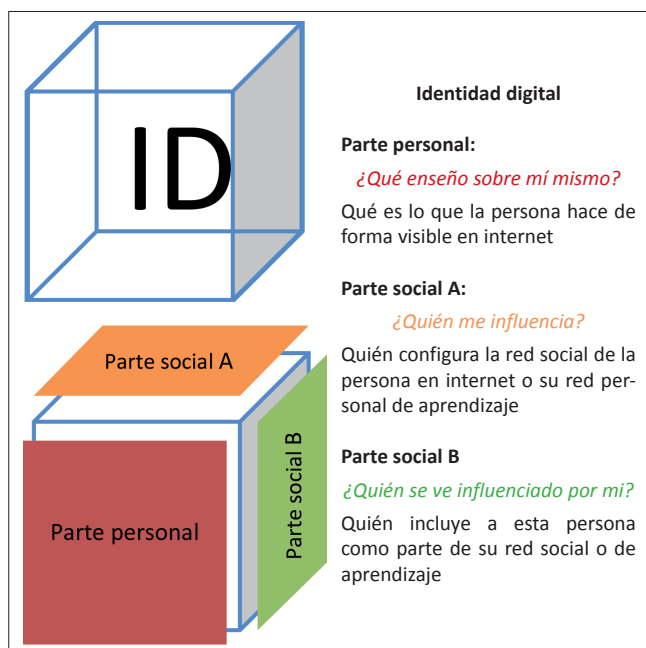 ID
Identidad digital
Parte personal:
¿Qué enseño sobre mí mismo?
Qué es lo que la persona hace de
forma visible en internet
Parte social A:
¿Quién me influencia?
Quién configura la red social de la
persona en internet o su red per-
sonal de aprendizaje
Parte social B
¿Quién se ve influenciado por mi?
Quién incluye a esta persona
como parte de su red social o de
aprendizaje
Parte social A
Parte social B
Parte personal